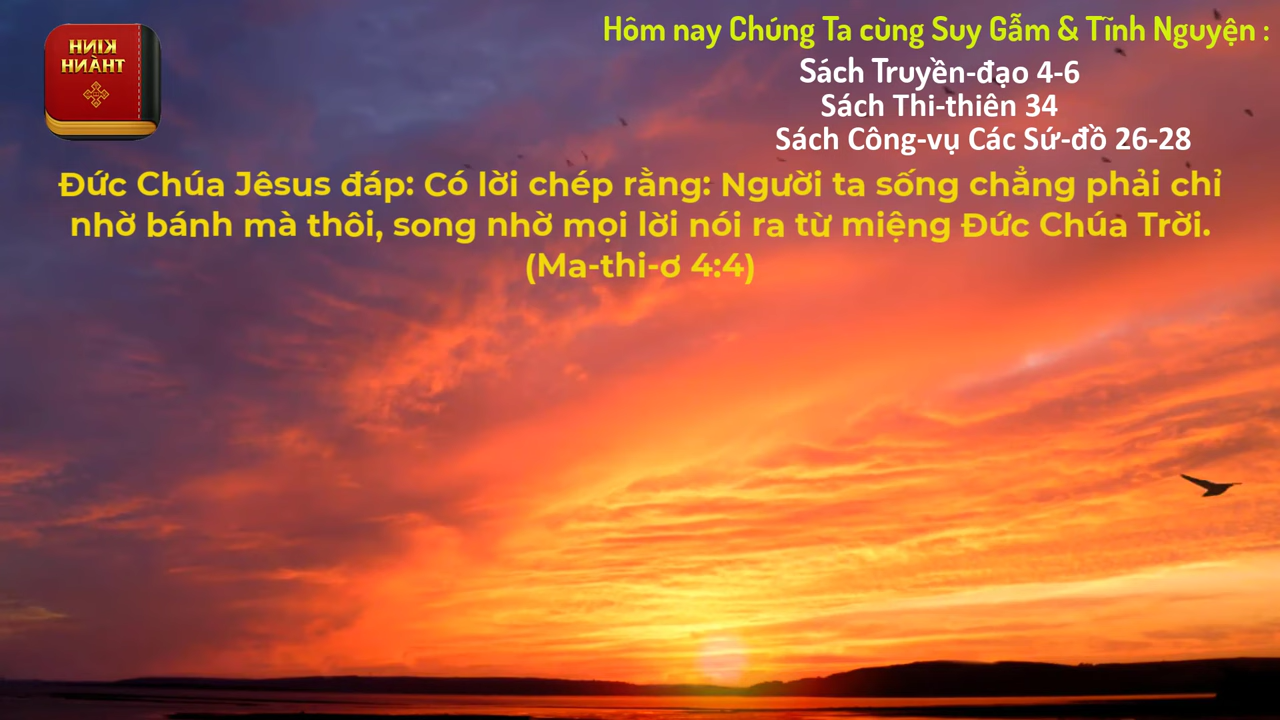 KINH
THÀNH
Hôm nay Chúng Ta cùng Suy Gẫm & Tĩnh Nguyện :
Sách Truyền-đạo 4-6
Sách Thi-thiên 34
Sách Công-vụ Các Sứ-đồ 26-28
Đức Chúa Jêsus đáp: Có lời chép rằng: Người ta sống chẳng phải chỉ
nhờ bánh mà thôi, song nhờ mọi lời nói ra từ miệng Đức Chúa Trời.
(Ma-thi-ơ 4:4)